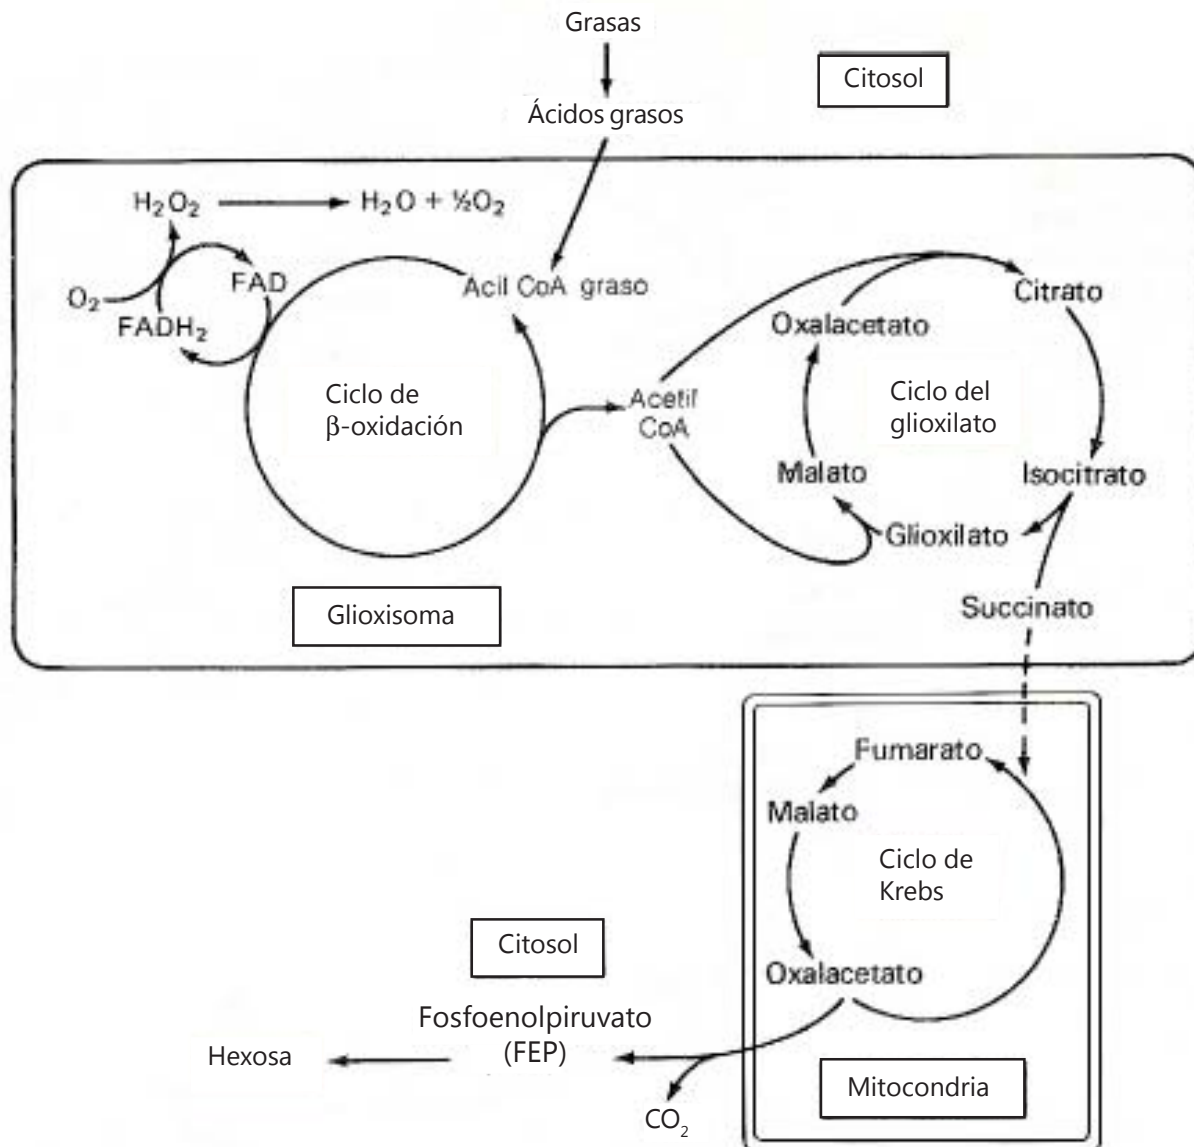 Grasas
Citosol
Ácidos grasos
H₂O₂
H₂O + ½O₂
O₂
FAD
FADH₂
Acil CoA graso
Ciclo de
β-oxidación
Acetil
CoA
Oxalacetato
Citrato
Ciclo del
glioxilato
Malato
Isocitrato
Glioxilato
Succinato
Glioxisoma
Fumarato
Malato
Ciclo de
Krebs
Oxalacetato
Mitocondria
Citosol
Fosfoenolpiruvato
(FEP)
Hexosa
CO₂